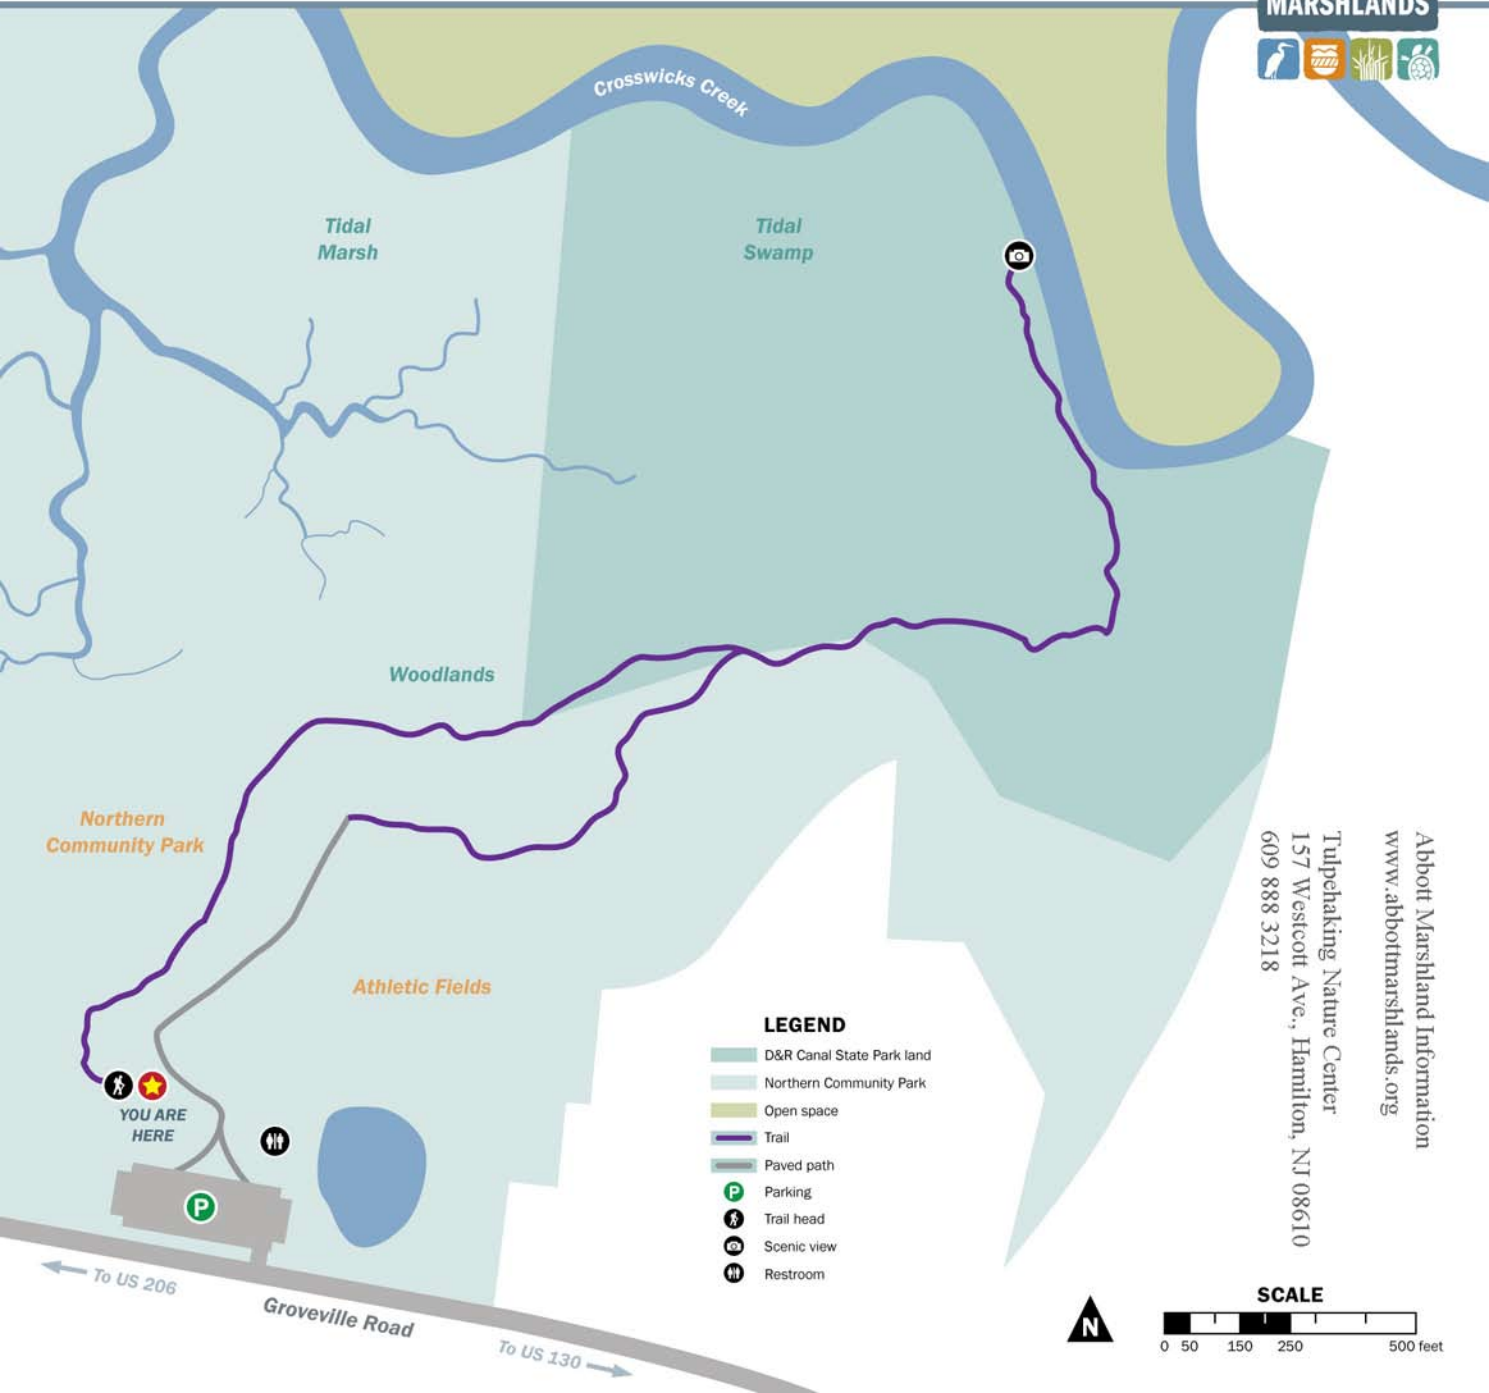 MARSHLANDS
Crosswicks Creek
Tidal
Marsh
Tidal
Swamp
Woodlands
Northern
Community Park
Athletic Fields
YOU ARE
HERE
P
To US 206
Groveville Road
To US 130
LEGEND
D&R Canal State Park land
Northern Community Park
Open space
Trail
Paved path
P Parking
Trail head
Scenic view
Restroom
Abbott Marshland Information
www.abbottmarshlands.org
Tulpehaking Nature Center
157 Westcott Ave., Hamilton, NJ 08610
609 888 3218
N
SCALE
0 50 150 250 500 feet